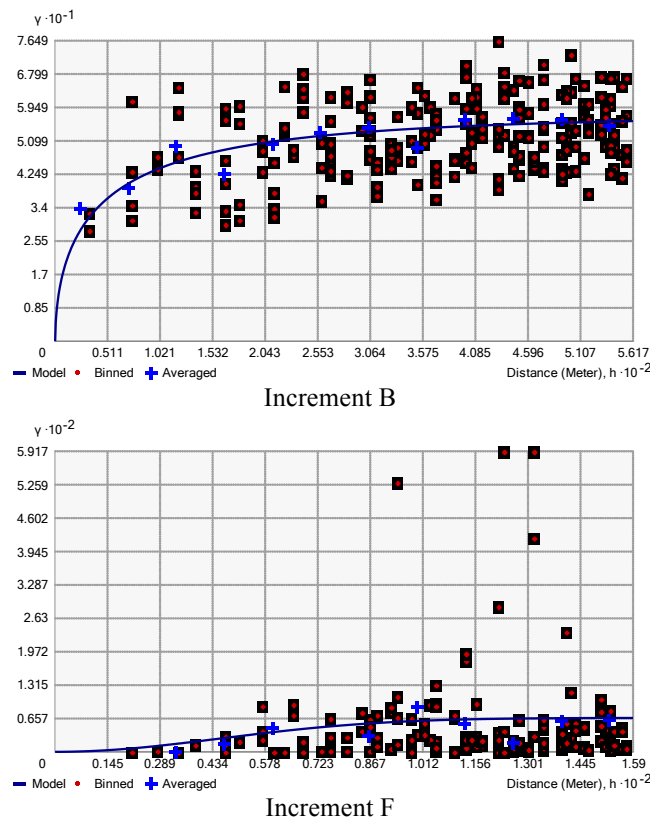 γ · 10⁻¹
7.649
6.799
5.949
5.099
4.249
3.4
2.55
1.7
0.85
0 0.511 1.021 1.532 2.043 2.553 3.064 3.575 4.085 4.596 5.107 5.617
Model Binned Averaged Distance (Meter), h · 10⁻²
Increment B
γ · 10⁻²
5.917
5.259
4.602
3.945
3.287
2.63
1.972
1.315
0.657
0 0.145 0.289 0.434 0.578 0.723 0.867 1.012 1.156 1.301 1.445 1.59
Model Binned Averaged Distance (Meter), h · 10⁻²
Increment F